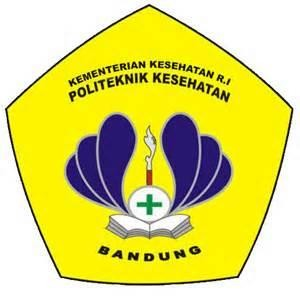 KEMENTERIAN KESEHATAN R.I
POLITEKNIK KESEHATAN
BANDUNG